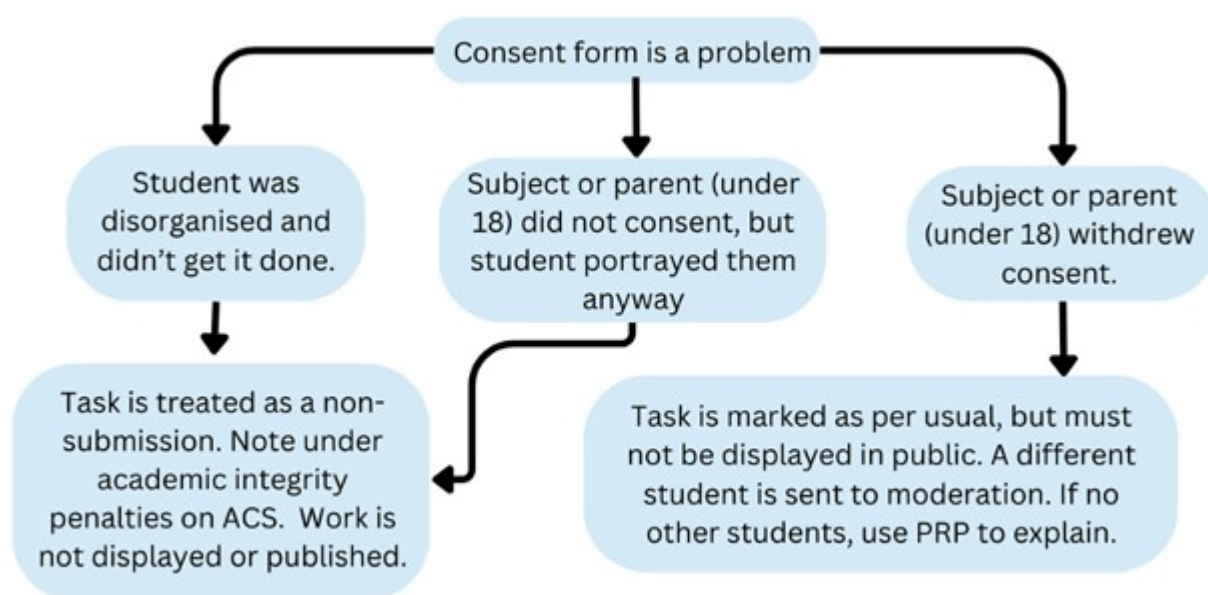 Consent form is a problem
Student was
disorganised and
didn’t get it done.
Subject or parent (under
18) did not consent, but
student portrayed them
anyway
Subject or parent
(under 18) withdrew
consent.
Task is treated as a non-
submission. Note under
academic integrity
penalties on ACS.  Work is
not displayed or published.
Task is marked as per usual, but must
not be displayed in public. A different
student is sent to moderation. If no
other students, use PRP to explain.